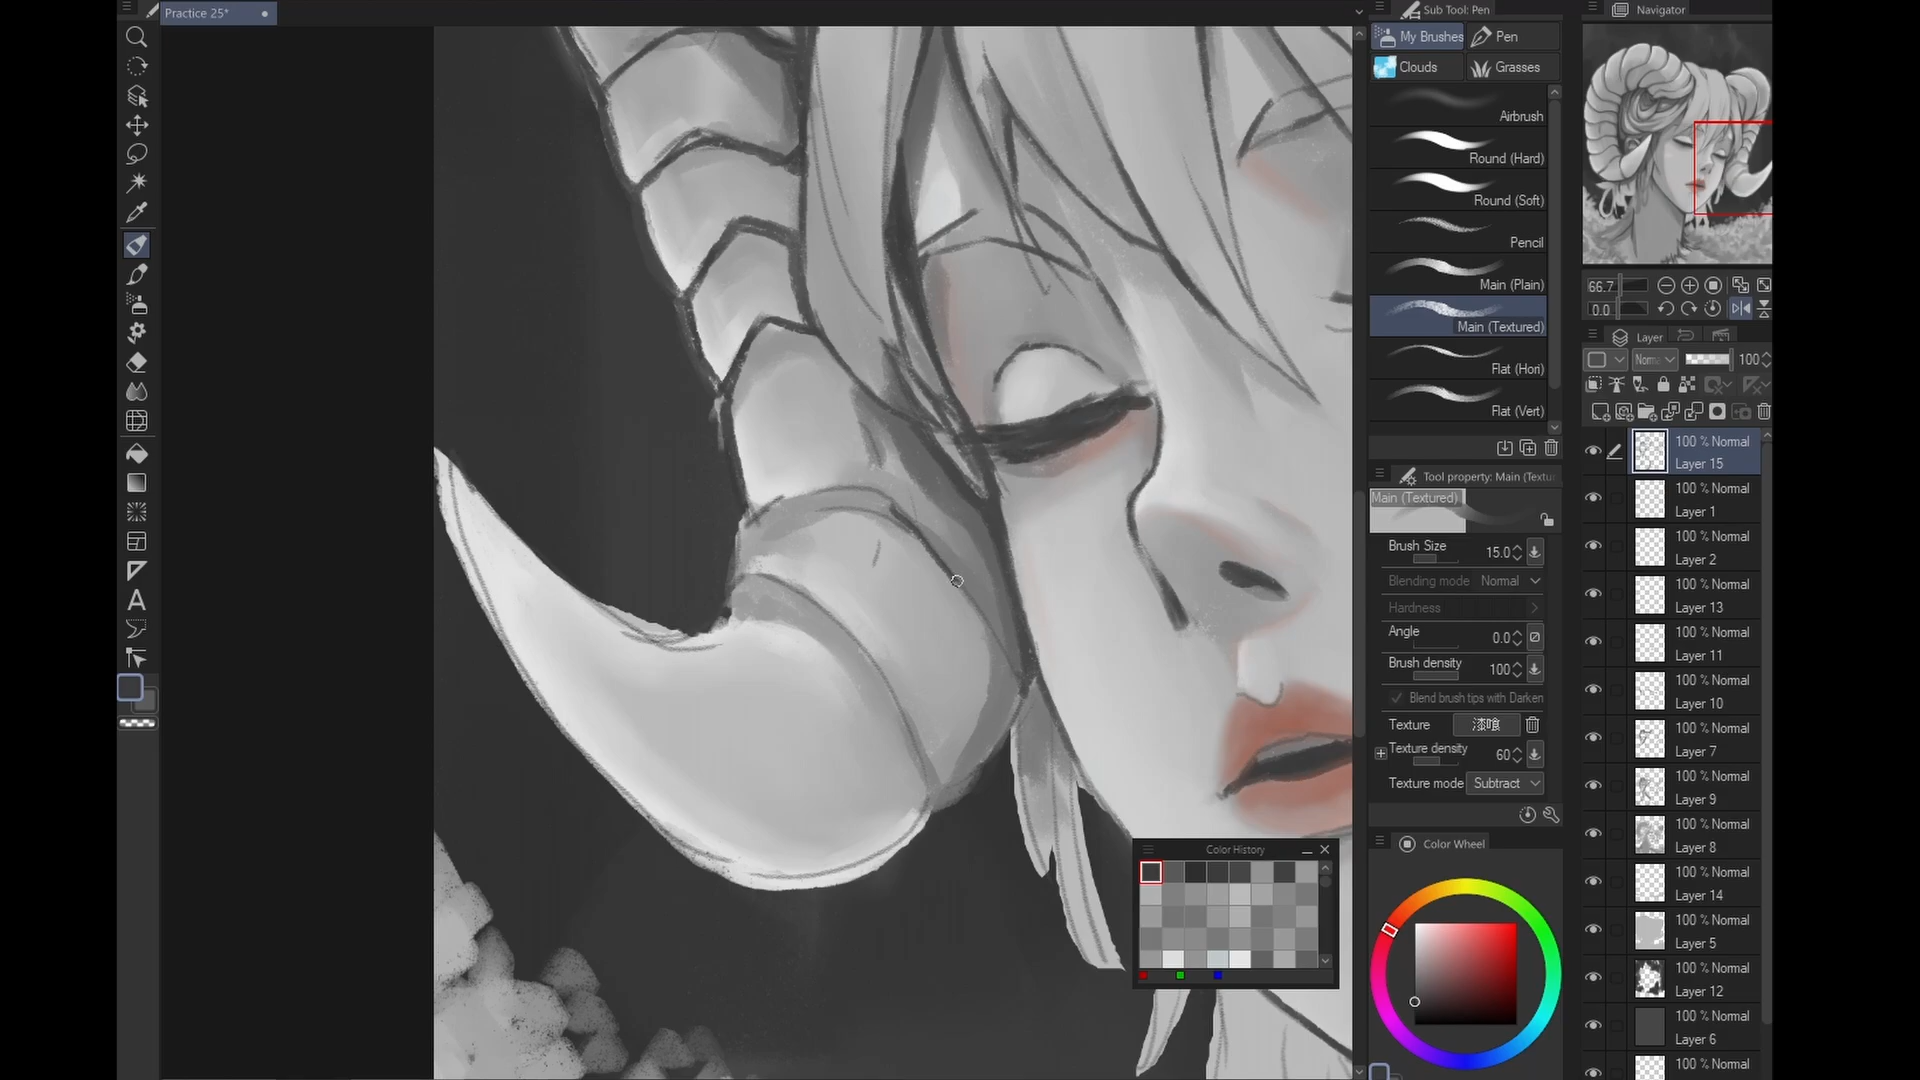 Practice 25*
A
Sub Tool: Pen
My Brushes
Pen
Clouds
Grasses
Airbrush
Round (Hard)
Round (Soft)
Pencil
Main (Plain)
Main (Textured)
Flat (Hori)
Flat (Vert)
Tool property: Main (Textu
Main (Textured)
Brush Size 15.0
Blending mode Normal
Hardness
Angle 0.0
Brush density 100
Blend brush tips with Darken
Texture 漆喰
Texture density 60
Texture mode Subtract
Color Wheel
Color History
Navigator
66.7
0.0
Layer
Norma 100
100 % Normal
Layer 15
100 % Normal
Layer 1
100 % Normal
Layer 2
100 % Normal
Layer 13
100 % Normal
Layer 11
100 % Normal
Layer 10
100 % Normal
Layer 7
100 % Normal
Layer 9
100 % Normal
Layer 8
100 % Normal
Layer 14
100 % Normal
Layer 5
100 % Normal
Layer 12
100 % Normal
Layer 6
100 % Normal